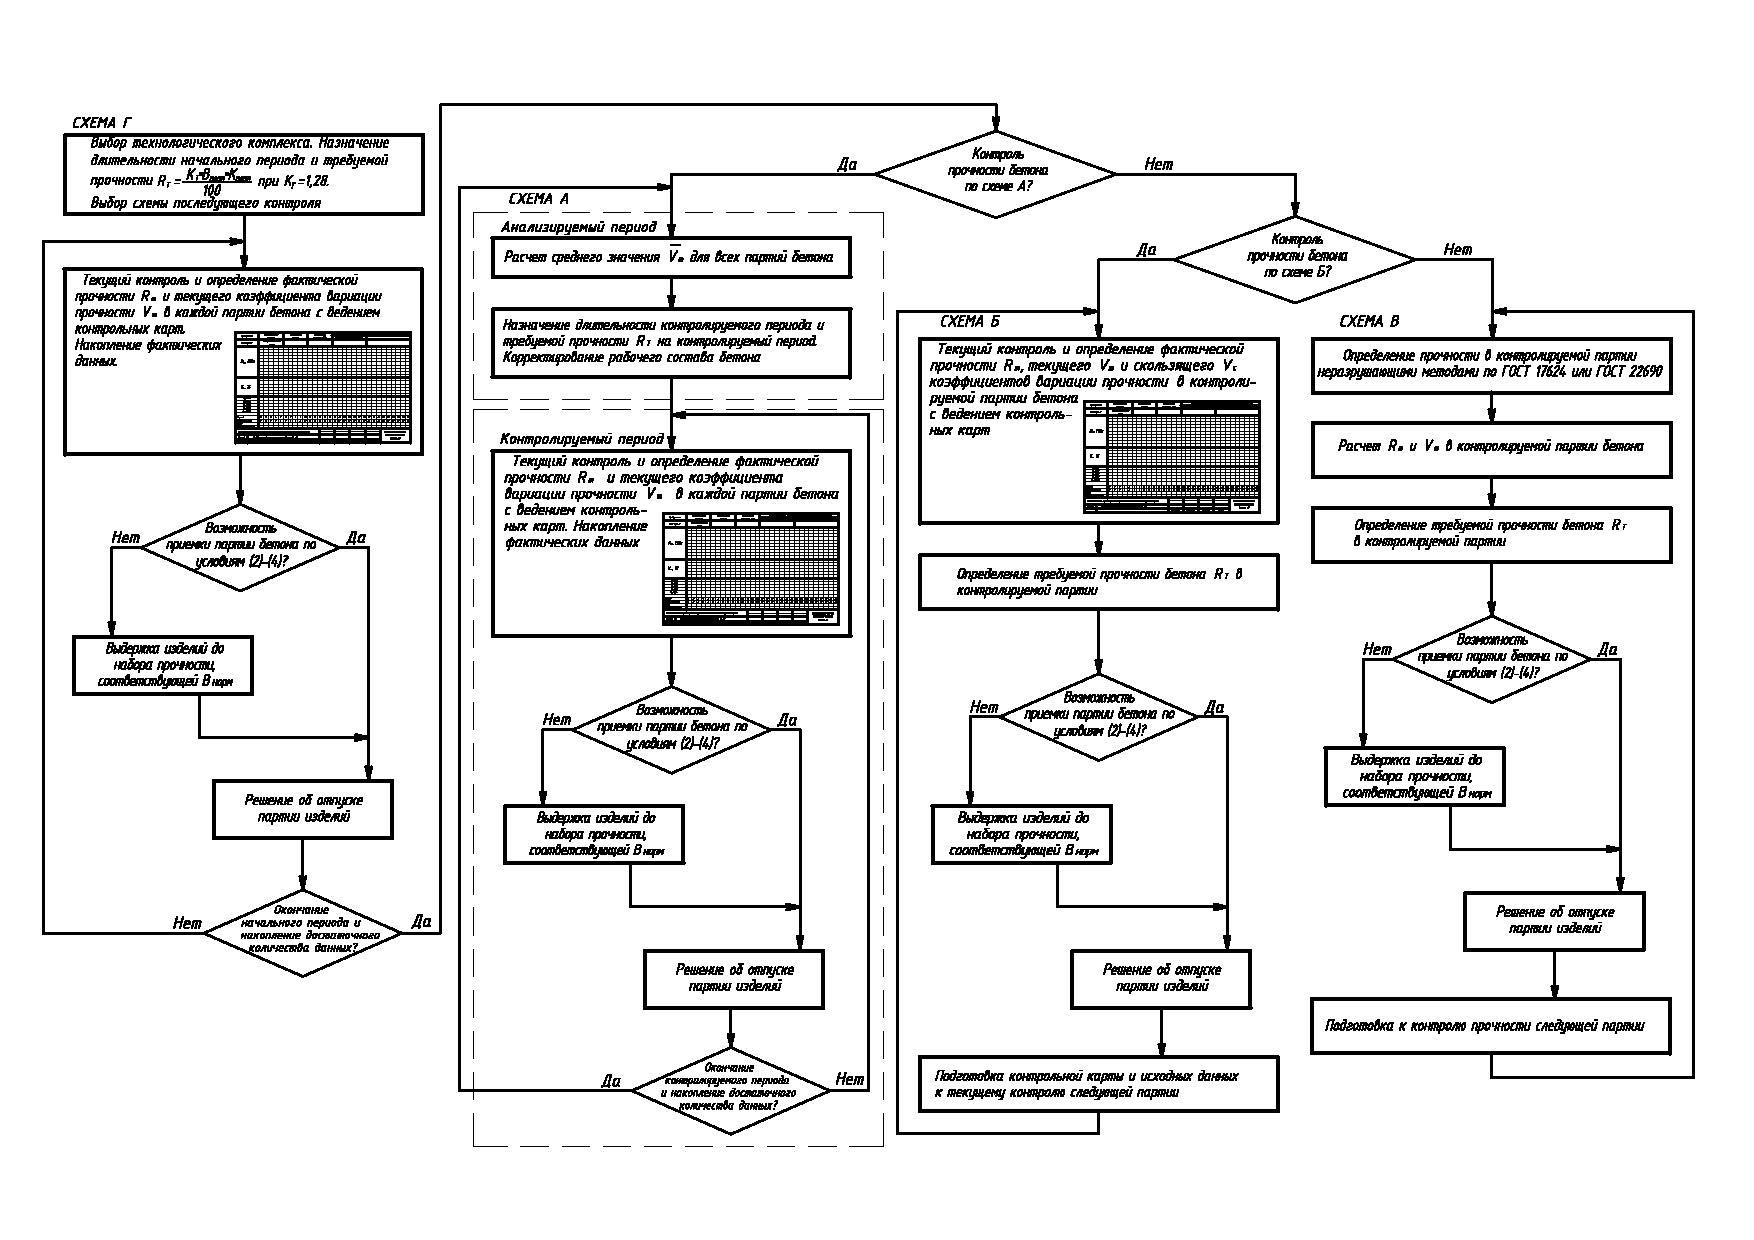 СХЕМА Г
Выбор технологического комплекса. Назначение
длительности начального периода и требуемой
прочности Rт = Kт·Bнорм·Kнорм при Kт=1,28.
100
Выбор схемы последующего контроля
Текущий контроль и определение фактической
прочности Rm и текущего коэффициента вариации
прочности Vm в каждой партии бетона с ведением
контрольных карт.
Накопление фактических
данных.
Возможность
приемки партии бетона по
условиям (2)-(4)?
Нет
Да
Выдержка изделий до
набора прочности,
соответствующей Bнорм
Решение об отпуске
партии изделий
Окончание
начального периода и
накопление достаточного
количества данных?
Нет
Да
Контроль
прочности бетона
по схеме А?
Да
Нет
СХЕМА А
Анализируемый период
Расчет среднего значения V̅m для всех партий бетона
Назначение длительности контролируемого периода и
требуемой прочности Rт на контролируемый период.
Корректирование рабочего состава бетона
Контролируемый период
Текущий контроль и определение фактической
прочности Rm и текущего коэффициента
вариации прочности Vm в каждой партии бетона
с ведением контроль-
ных карт. Накопление
фактических данных
Возможность
приемки партии бетона по
условиям (2)-(4)?
Нет
Да
Выдержка изделий до
набора прочности,
соответствующей Bнорм
Решение об отпуске
партии изделий
Окончание
контролируемого периода
и накопление достаточного
количества данных?
Да
Нет
Контроль
прочности бетона
по схеме Б?
Да
Нет
СХЕМА Б
Текущий контроль и определение фактической
прочности Rm, текущего Vm и скользящего Vс
коэффициентов вариации прочности в контроли-
руемой партии бетона
с ведением контроль-
ных карт
Определение требуемой прочности бетона Rт в
контролируемой партии
Возможность
приемки партии бетона по
условиям (2)-(4)?
Нет
Да
Выдержка изделий до
набора прочности,
соответствующей Bнорм
Решение об отпуске
партии изделий
Подготовка контрольной карты и исходных данных
к текущему контролю следующей партии
СХЕМА В
Определение прочности в контролируемой партии
неразрушающими методами по ГОСТ 17624 или ГОСТ 22690
Расчет Rm и Vm в контролируемой партии бетона
Определение требуемой прочности бетона Rт
в контролируемой партии
Возможность
приемки партии бетона по
условиям (2)-(4)?
Нет
Да
Выдержка изделий до
набора прочности,
соответствующей Bнорм
Решение об отпуске
партии изделий
Подготовка к контролю прочности следующей партии